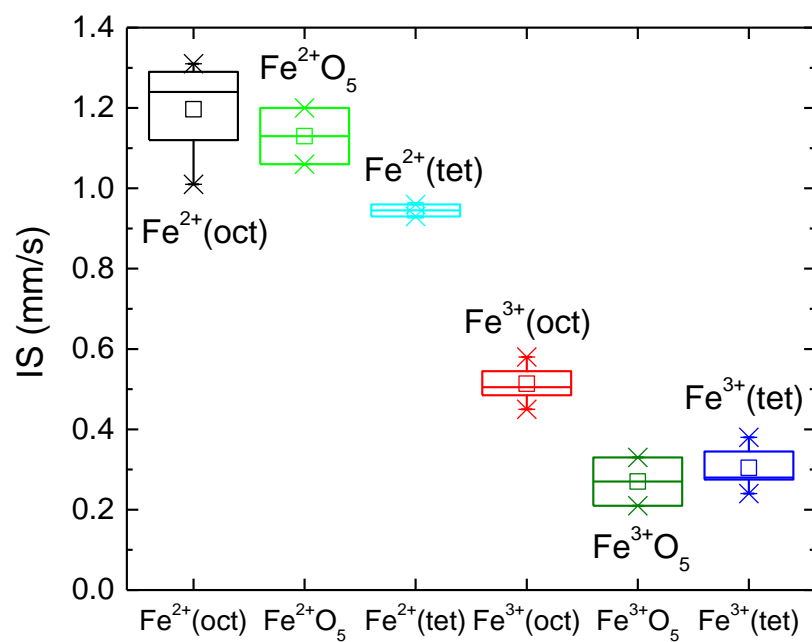 IS (mm/s)
1.4
1.2
1.0
0.8
0.6
0.4
0.2
0.0
Fe²⁺O₅
Fe²⁺(tet)
Fe²⁺(oct)
Fe³⁺(oct)
Fe³⁺(tet)
Fe³⁺O₅
Fe²⁺(oct) Fe²⁺O₅ Fe²⁺(tet) Fe³⁺(oct) Fe³⁺O₅ Fe³⁺(tet)